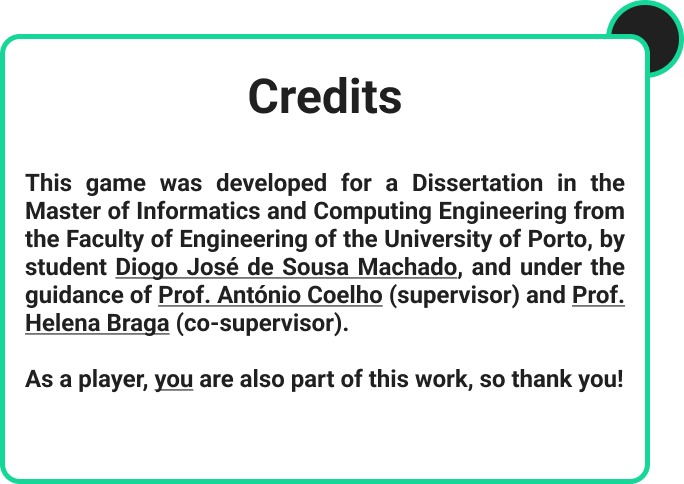 Credits
This game was developed for a Dissertation in the
Master of Informatics and Computing Engineering from
the Faculty of Engineering of the University of Porto, by
student Diogo José de Sousa Machado, and under the
guidance of Prof. António Coelho (supervisor) and Prof.
Helena Braga (co-supervisor).
As a player, you are also part of this work, so thank you!